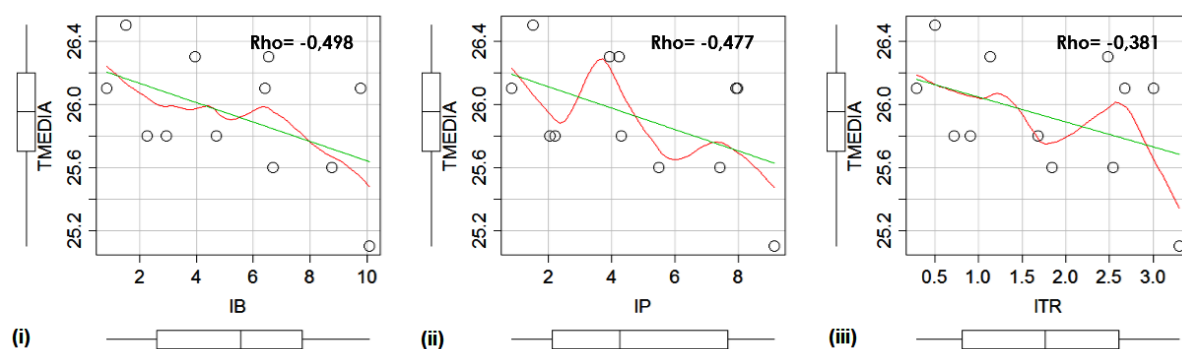 Rho= -0,498
TMEDIA
25.2 25.6 26.0 26.4
2 4 6 8 10
IB
(i)
Rho= -0,477
TMEDIA
25.2 25.6 26.0 26.4
2 4 6 8
IP
(ii)
Rho= -0,381
TMEDIA
25.2 25.6 26.0 26.4
0.5 1.0 1.5 2.0 2.5 3.0
ITR
(iii)